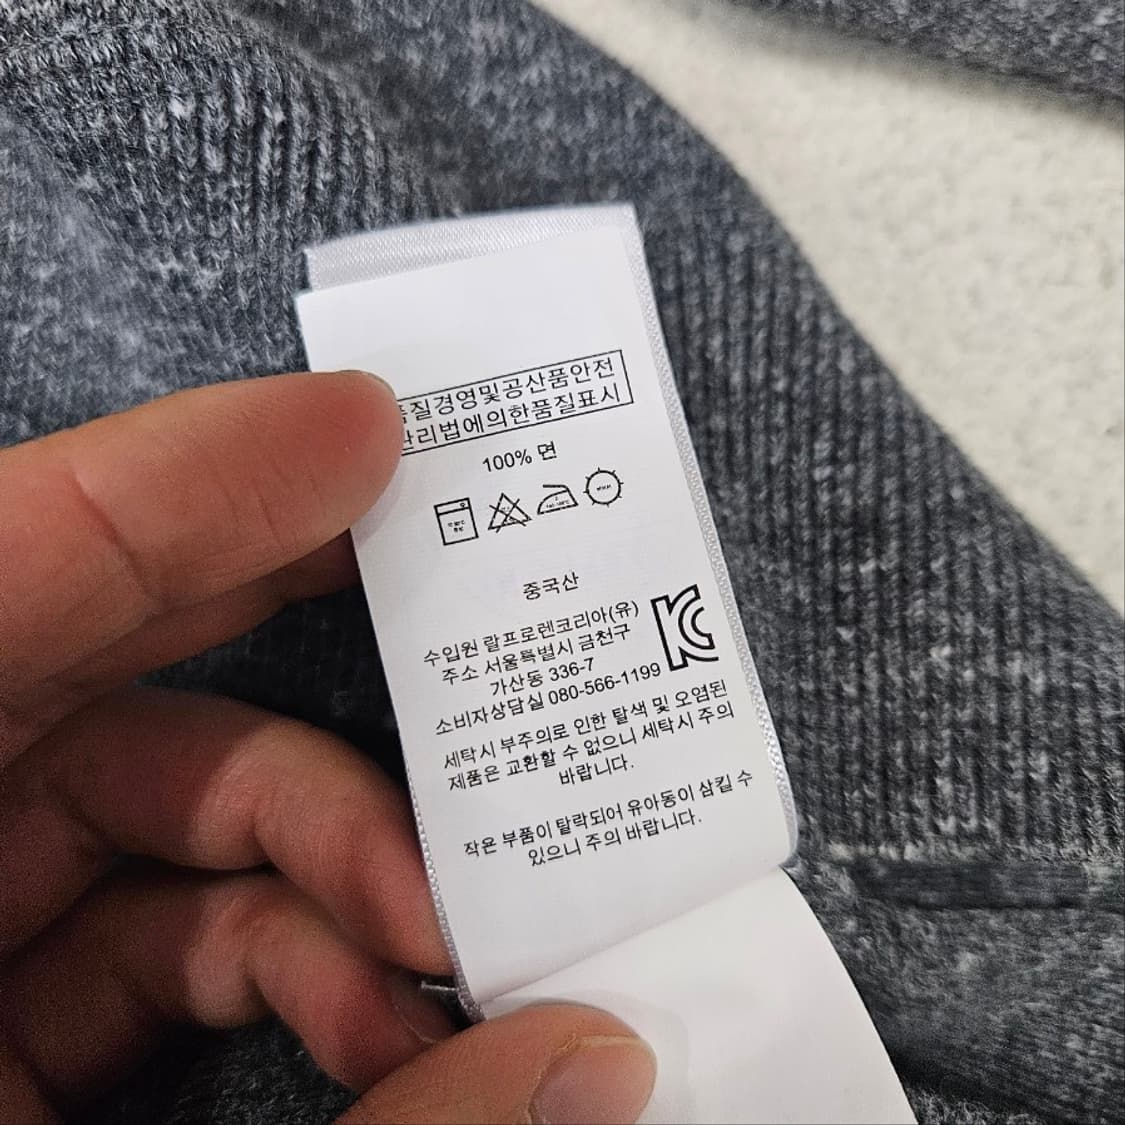 품질경영및공산품안전
관리법에의한품질표시
100% 면
중국산
수입원 랄프로렌코리아(유)
주소 서울특별시 금천구
가산동 336-7
소비자상담실 080-566-1199
세탁시 부주의로 인한 탈색 및 오염된
제품은 교환할 수 없으니 세탁시 주의
바랍니다.
작은 부품이 탈락되어 유아동이 삼킬 수
있으니 주의 바랍니다.